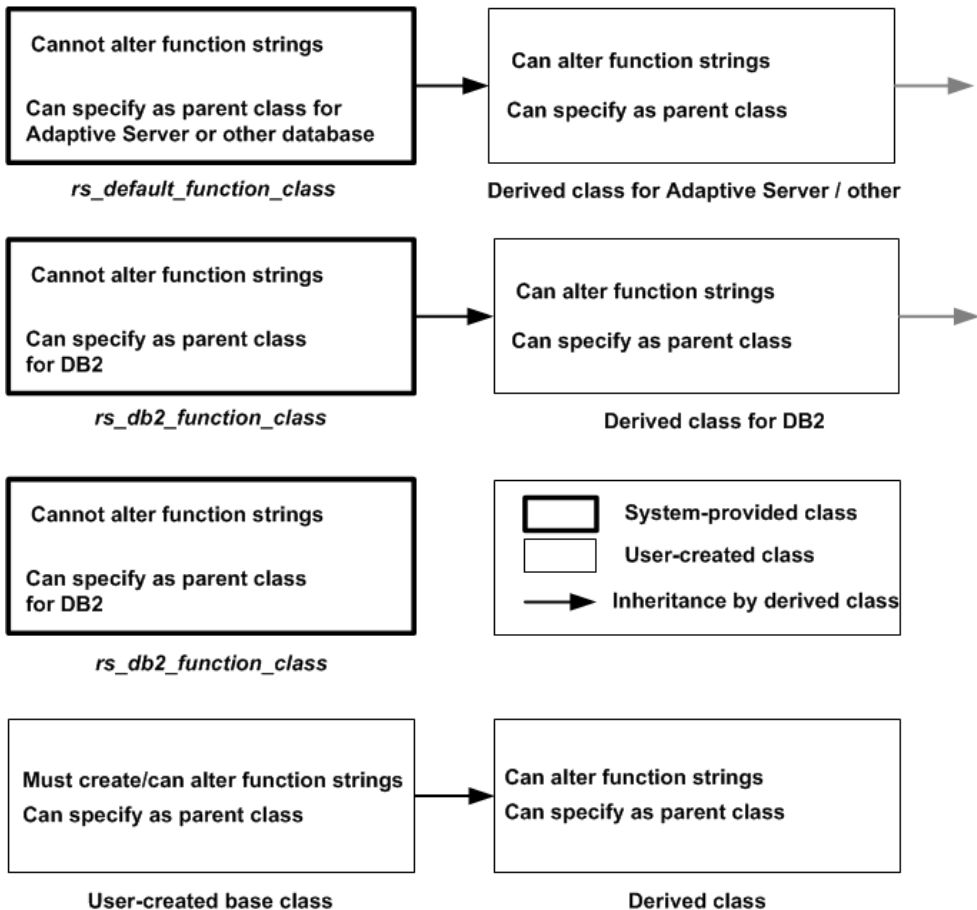 Cannot alter function strings
Can specify as parent class for
Adaptive Server or other database
rs_default_function_class
Can alter function strings
Can specify as parent class
Derived class for Adaptive Server / other
Cannot alter function strings
Can specify as parent class
for DB2
rs_db2_function_class
Can alter function strings
Can specify as parent class
Derived class for DB2
Cannot alter function strings
Can specify as parent class
for DB2
rs_db2_function_class
System-provided class
User-created class
Inheritance by derived class
Must create/can alter function strings
Can specify as parent class
User-created base class
Can alter function strings
Can specify as parent class
Derived class